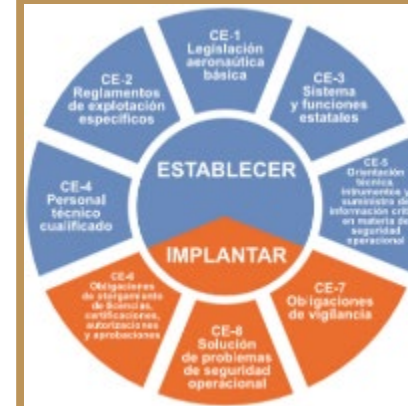 CE-1
Legislación
aeronáutica
básica
CE-2
Reglamentos
de explotación
específicos
CE-3
Sistema
y funciones
estatales
CE-4
Personal
técnico
cualificado
CE-5
Orientación
técnica,
intrumentos y
suministro de
información críti
en materia de
seguridad
operacional
ESTABLECER
IMPLANTAR
CE-6
Obligaciones
de otorgamiento
de licencias,
certificaciones,
autorizaciones
y aprobaciones
CE-7
Obligaciones
de vigilancia
CE-8
Solución
de problemas
de seguridad
operacional